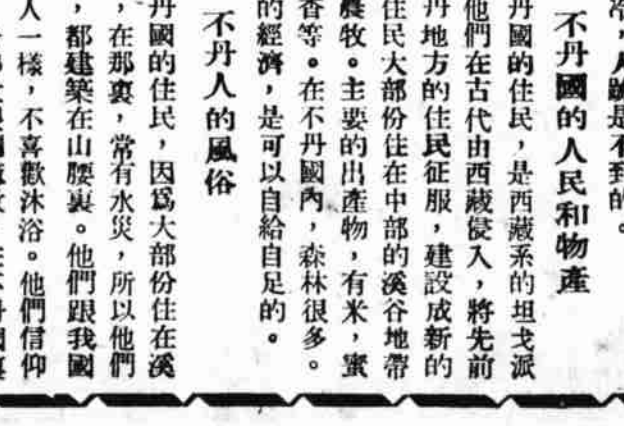 人跡是不到的。
不丹國的人民和物產
丹國的住民,是西藏系的坦戈派
他們在古代由西藏侵入,將先前
丹地方的住民征服,建設成新的
住民大部份住在中部的溪谷地帶
農牧。主要的出產物,有米,蜜
香等。在不丹國內,森林很多。
的經濟,是可以自給自足的。
不丹人的風俗
丹國的住民,因爲大部份住在溪
,在那裏,常有水災,所以他們
,都建築在山腰裏。他們跟我國
人一樣,不喜歡沐浴。他們信仰